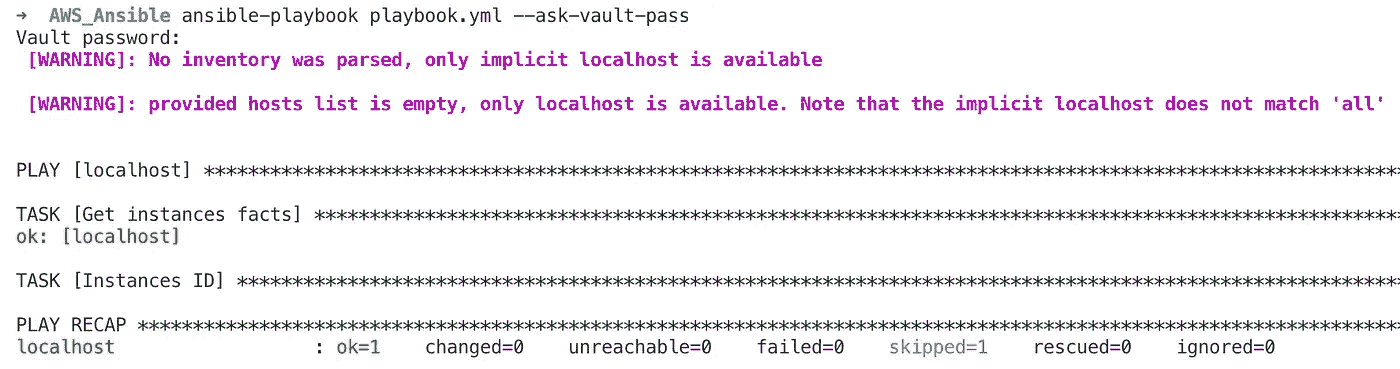 → AWS_Ansible ansible-playbook playbook.yml --ask-vault-pass
Vault password:
[WARNING]: No inventory was parsed, only implicit localhost is available
[WARNING]: provided hosts list is empty, only localhost is available. Note that the implicit localhost does not match 'all'
PLAY [localhost] ****************************************************************************************************************
TASK [Get instances facts] ******************************************************************************************************
ok: [localhost]
TASK [Instances ID] *************************************************************************************************************
PLAY RECAP **********************************************************************************************************************
localhost : ok=1 changed=0 unreachable=0 failed=0 skipped=1 rescued=0 ignored=0